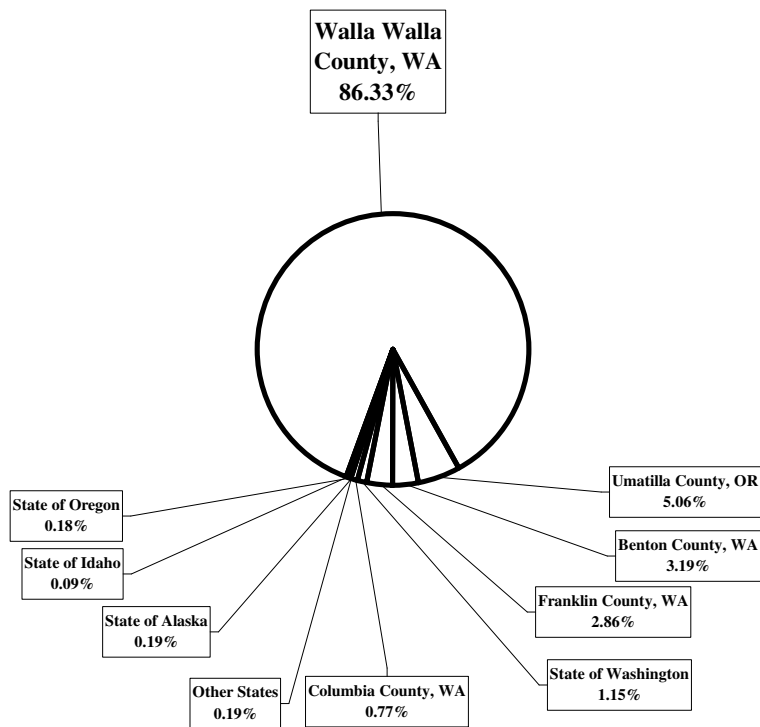 Walla Walla
County, WA
86.33%
Umatilla County, OR
5.06%
Benton County, WA
3.19%
Franklin County, WA
2.86%
State of Washington
1.15%
Columbia County, WA
0.77%
Other States
0.19%
State of Alaska
0.19%
State of Idaho
0.09%
State of Oregon
0.18%